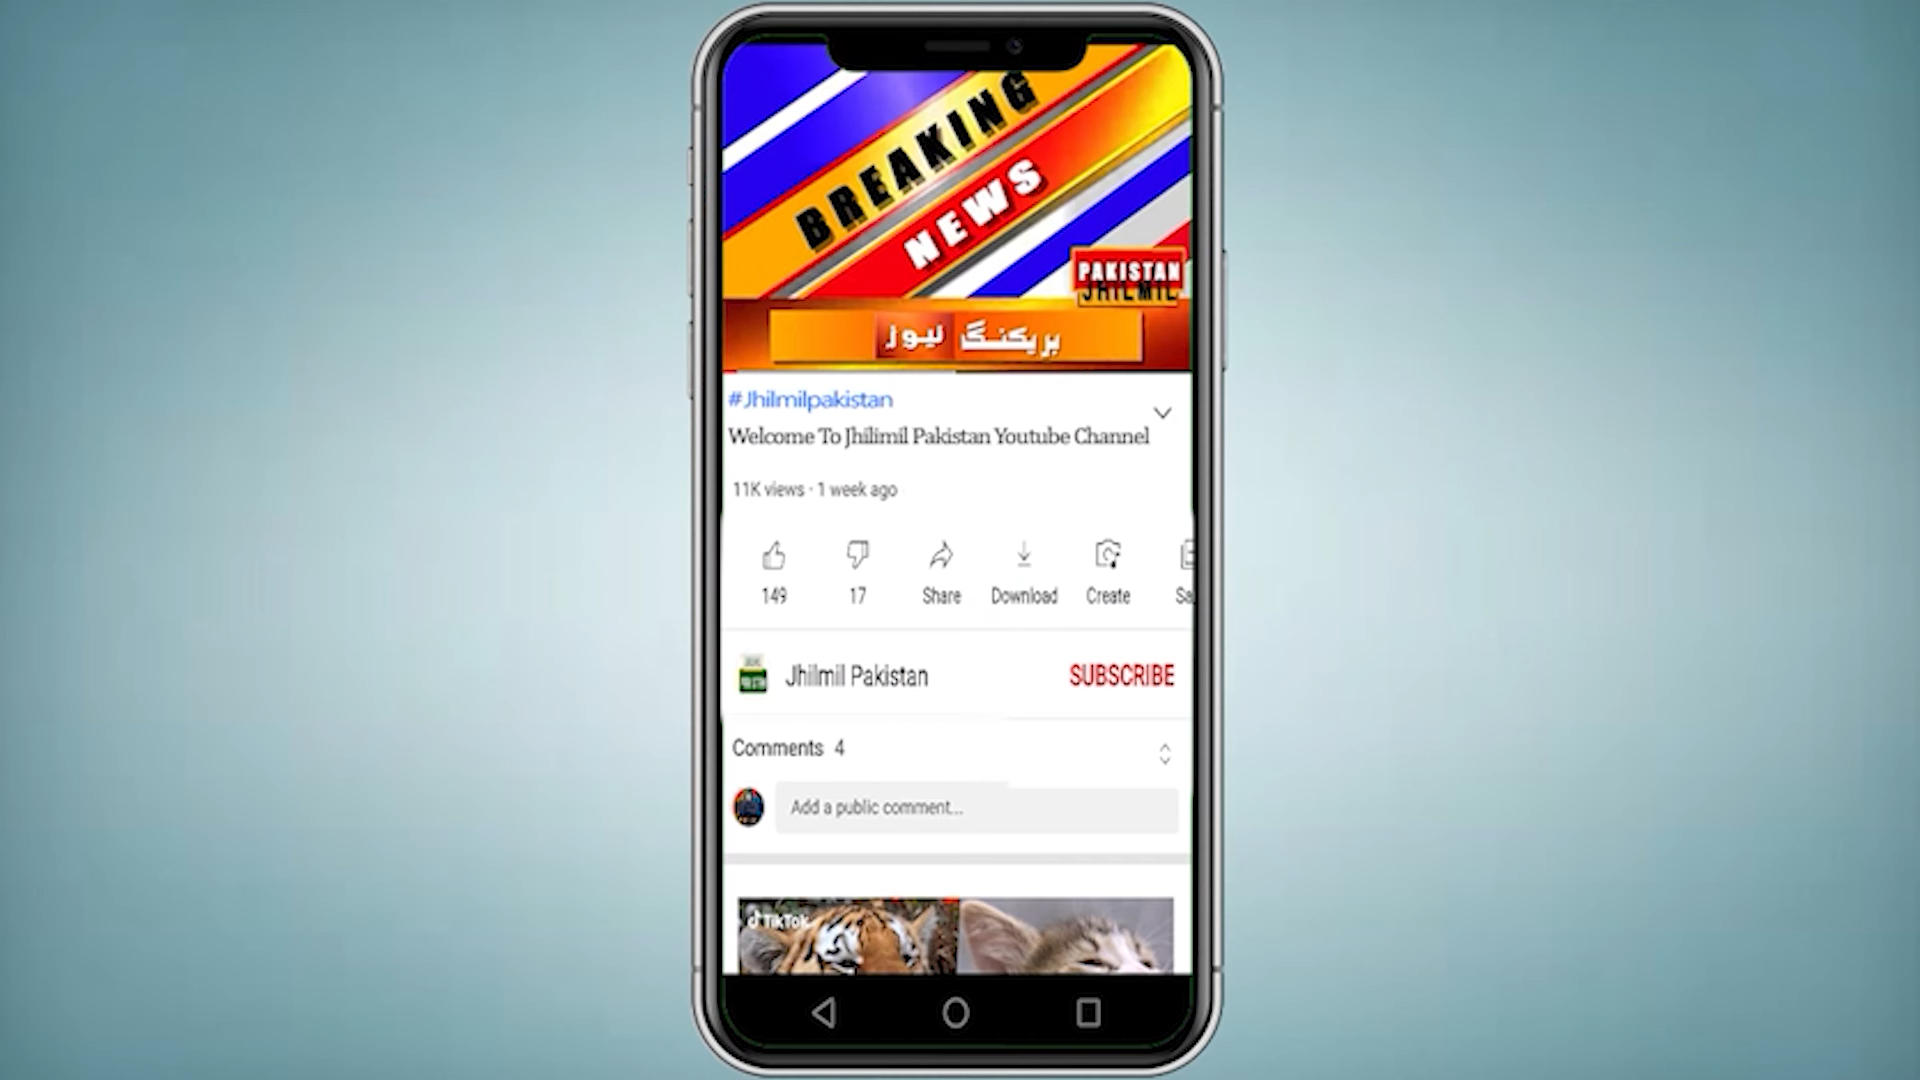 BREAKING
NEWS
PAKISTAN
JHILMIL
بریکنگ نیوز
#Jhilmilpakistan
Welcome To Jhilimil Pakistan Youtube Channel
11K views · 1 week ago
149
17
Share
Download
Create
Sa
Jhilmil Pakistan
SUBSCRIBE
Comments 4
Add a public comment...
TikTok